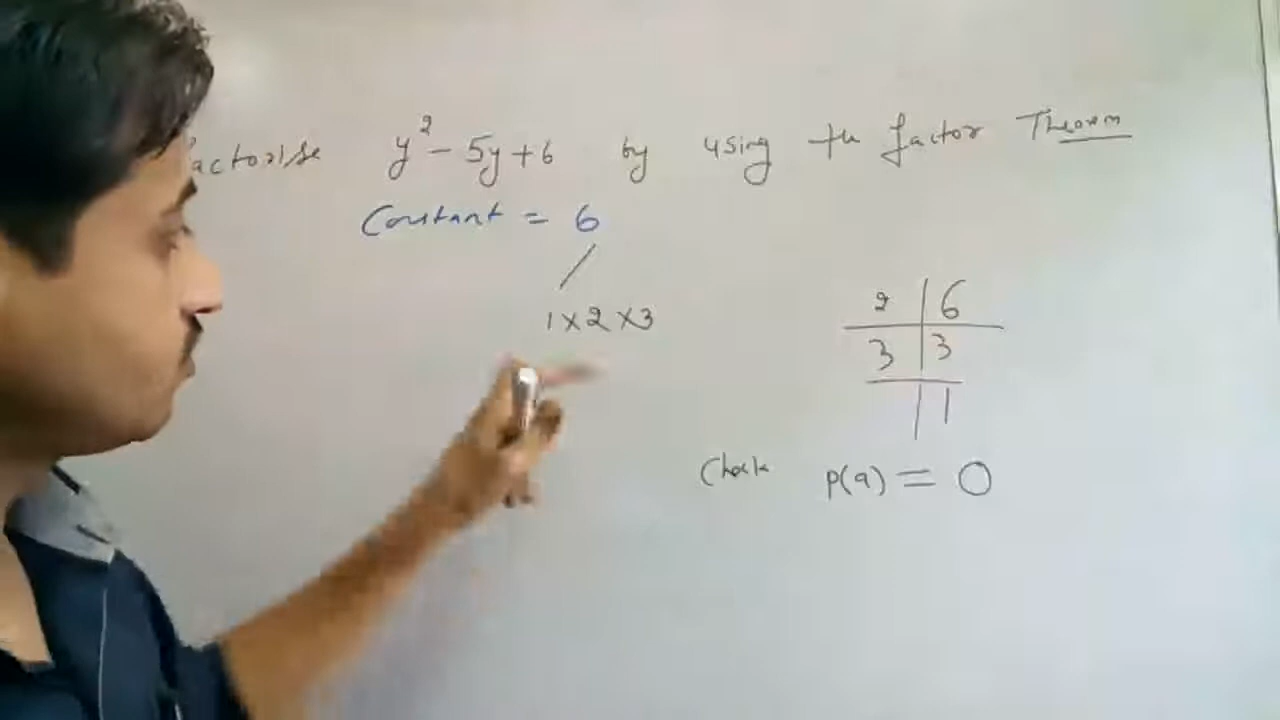 actorise y² - 5y + 6 by using the factor Theorem
Constant = 6
1 x 2 x 3
2 | 6
3 | 3
| 1
Check p(a) = 0